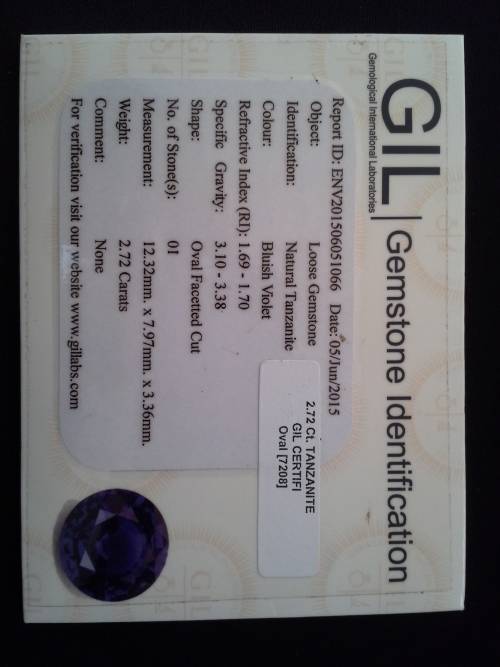 GIL | Gemstone Identification
Gemological International Laboratories
Report ID: ENV201506051066 Date: 05/Jun/2015
Object: Loose Gemstone
Identification: Natural Tanzanite
Colour: Bluish Violet
Refractive Index (RI): 1.69 - 1.70
Specific Gravity: 3.10 - 3.38
Shape: Oval Facetted Cut
No. of Stone(s): 01
Measurement: 12.32mm. x 7.97mm. x 3.36mm.
Weight: 2.72 Carats
Comment: None
For verification visit our website www.gillabs.com
2.72 Ct. TANZANITE
GIL CERTIFI
Oval [7208]